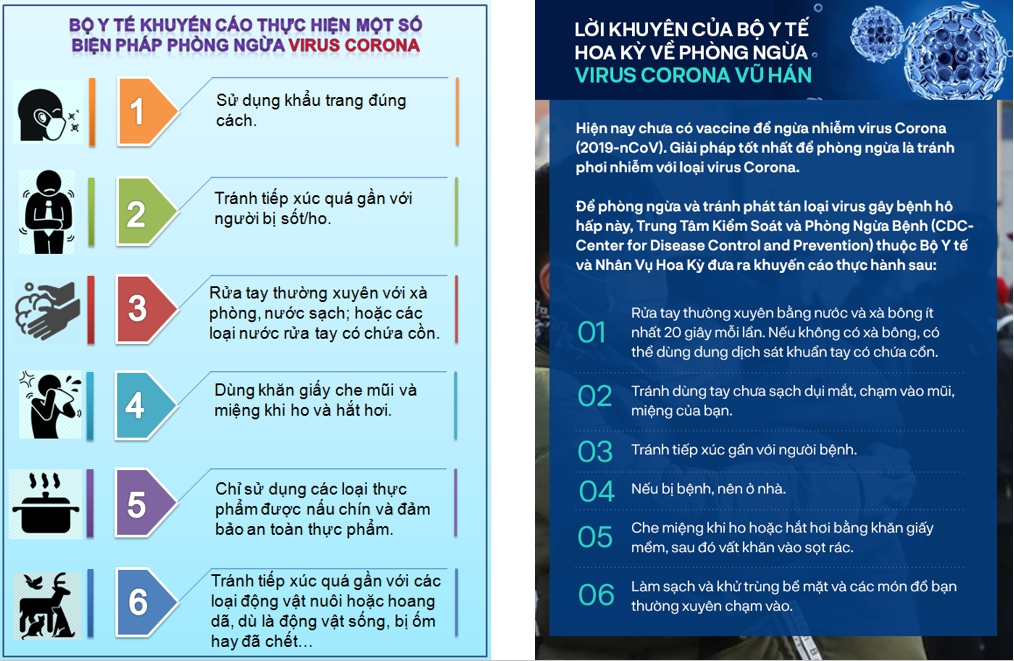 BỘ Y TẾ KHUYẾN CÁO THỰC HIỆN MỘT SỐ
BIỆN PHÁP PHÒNG NGỪA VIRUS CORONA
1
Sử dụng khẩu trang đúng
cách.
2
Tránh tiếp xúc quá gần với
người bị sốt/ho.
3
Rửa tay thường xuyên với xà
phòng, nước sạch; hoặc các
loại nước rửa tay có chứa cồn.
4
Dùng khăn giấy che mũi và
miệng khi ho và hắt hơi.
5
Chỉ sử dụng các loại thực
phẩm được nấu chín và đảm
bảo an toàn thực phẩm.
6
Tránh tiếp xúc quá gần với các
loại động vật nuôi hoặc hoang
dã, dù là động vật sống, bị ốm
hay đã chết...
LỜI KHUYÊN CỦA BỘ Y TẾ
HOA KỲ VỀ PHÒNG NGỪA
VIRUS CORONA VŨ HÁN
Hiện nay chưa có vaccine để ngừa nhiễm virus Corona
(2019-nCoV). Giải pháp tốt nhất để phòng ngừa là tránh
phơi nhiễm với loại virus Corona.
Để phòng ngừa và tránh phát tán loại virus gây bệnh hô
hấp này, Trung Tâm Kiểm Soát và Phòng Ngừa Bệnh (CDC-
Center for Disease Control and Prevention) thuộc Bộ Y tế
và Nhân Vụ Hoa Kỳ đưa ra khuyến cáo thực hành sau:
01
Rửa tay thường xuyên bằng nước và xà bông ít
nhất 20 giây mỗi lần. Nếu không có xà bông, có
thể dùng dung dịch sát khuẩn tay có chứa cồn.
02
Tránh dùng tay chưa sạch dụi mắt, chạm vào mũi,
miệng của bạn.
03
Tránh tiếp xúc gần với người bệnh.
04
Nếu bị bệnh, nên ở nhà.
05
Che miệng khi ho hoặc hắt hơi bằng khăn giấy
mềm, sau đó vất khăn vào sọt rác.
06
Làm sạch và khử trùng bề mặt và các món đồ bạn
thường xuyên chạm vào.